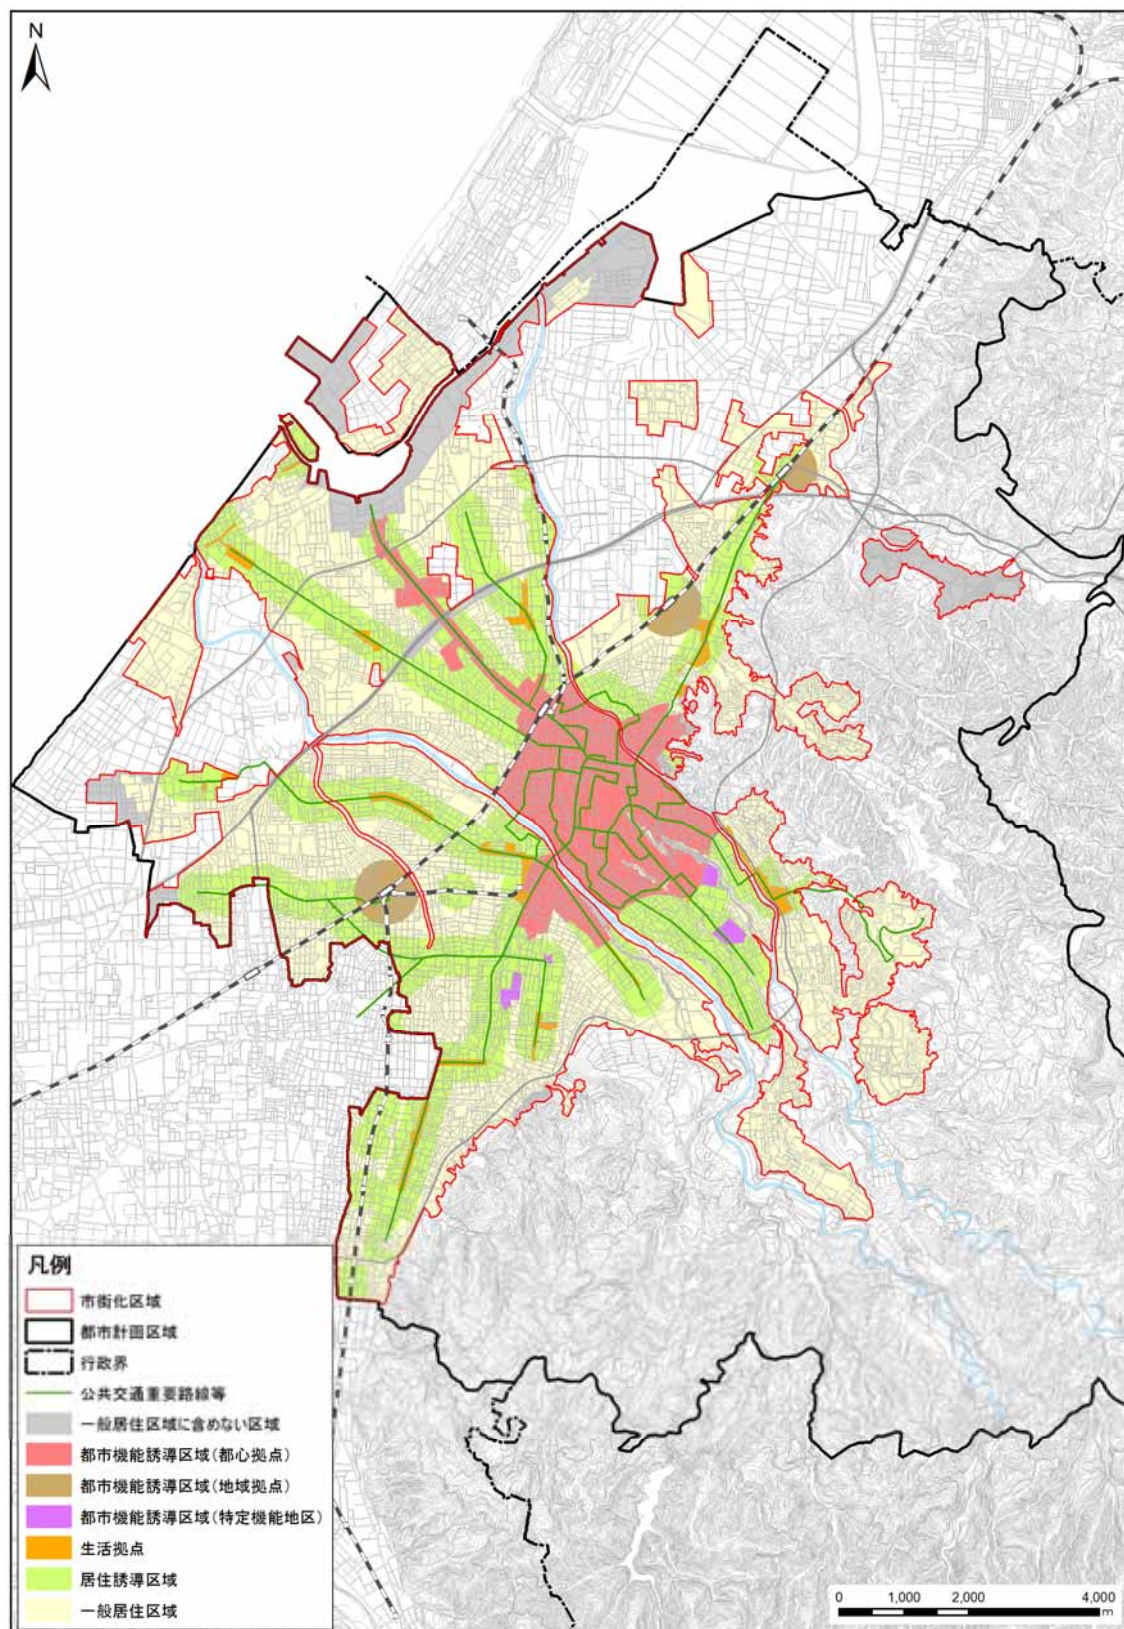 N
凡例
市街化区域
都市計画区域
行政界
公共交通重要路線等
一般居住区域に含めない区域
都市機能誘導区域(都心拠点)
都市機能誘導区域(地域拠点)
都市機能誘導区域(特定機能地区)
生活拠点
居住誘導区域
一般居住区域
0 1,000 2,000 4,000
m